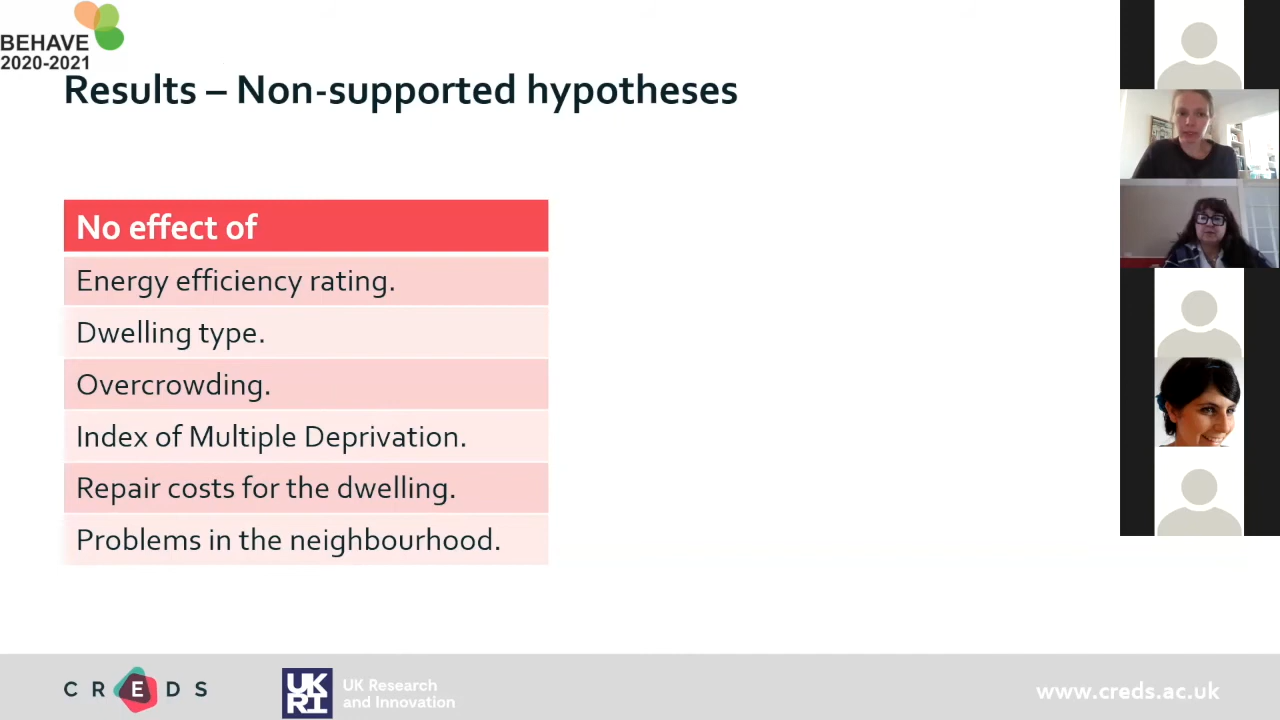 BEHAVE
2020-2021
Results – Non-supported hypotheses
No effect of
Energy efficiency rating.
Dwelling type.
Overcrowding.
Index of Multiple Deprivation.
Repair costs for the dwelling.
Problems in the neighbourhood.
CREDS
UK
RI
UK Research
and Innovation
www.creds.ac.uk